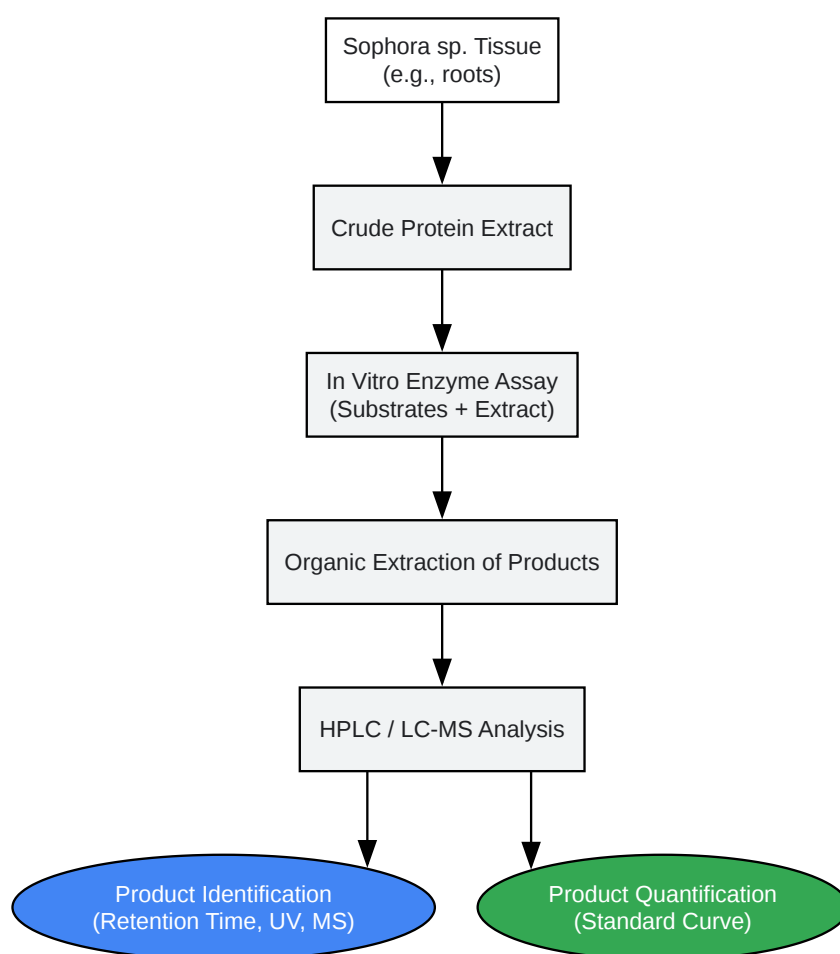 Sophora sp. Tissue
(e.g., roots)
Crude Protein Extract
In Vitro Enzyme Assay
(Substrates + Extract)
Organic Extraction of Products
HPLC / LC-MS Analysis
Product Identification
(Retention Time, UV, MS)
Product Quantification
(Standard Curve)